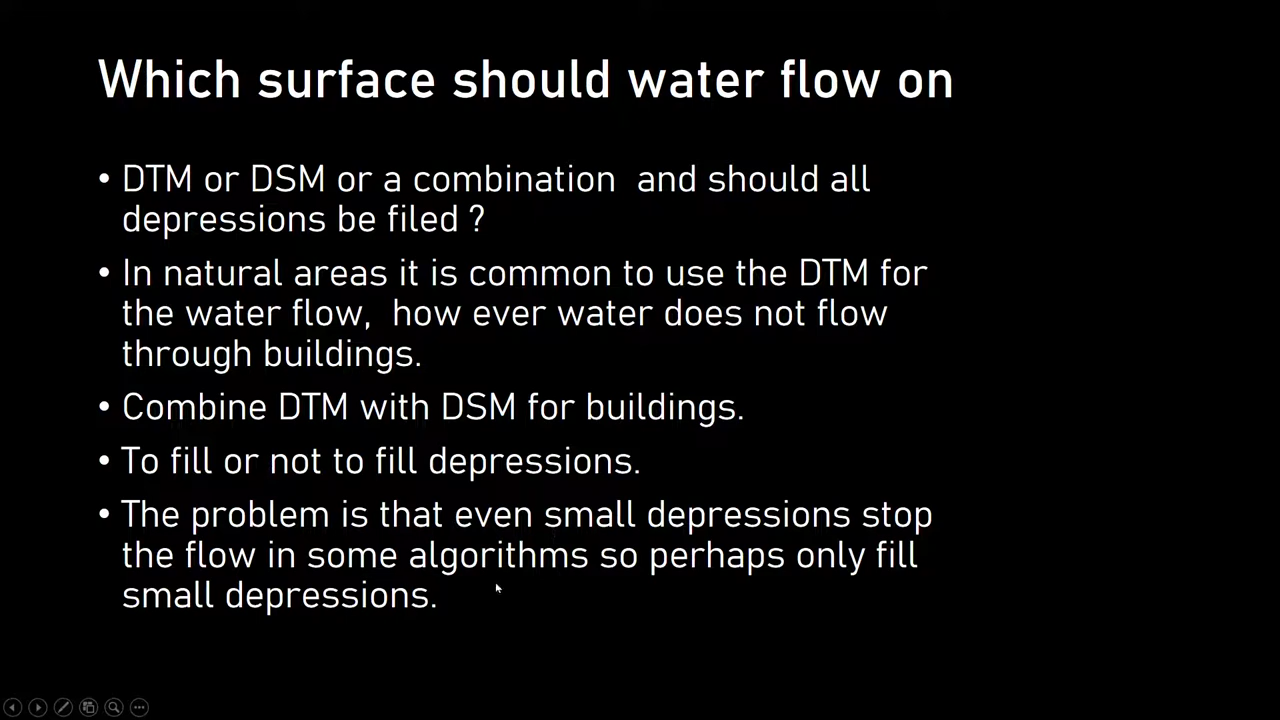 Which surface should water flow on
• DTM or DSM or a combination  and should all
depressions be filed ?
• In natural areas it is common to use the DTM for
the water flow,  how ever water does not flow
through buildings.
• Combine DTM with DSM for buildings.
• To fill or not to fill depressions.
• The problem is that even small depressions stop
the flow in some algorithms so perhaps only fill
small depressions.